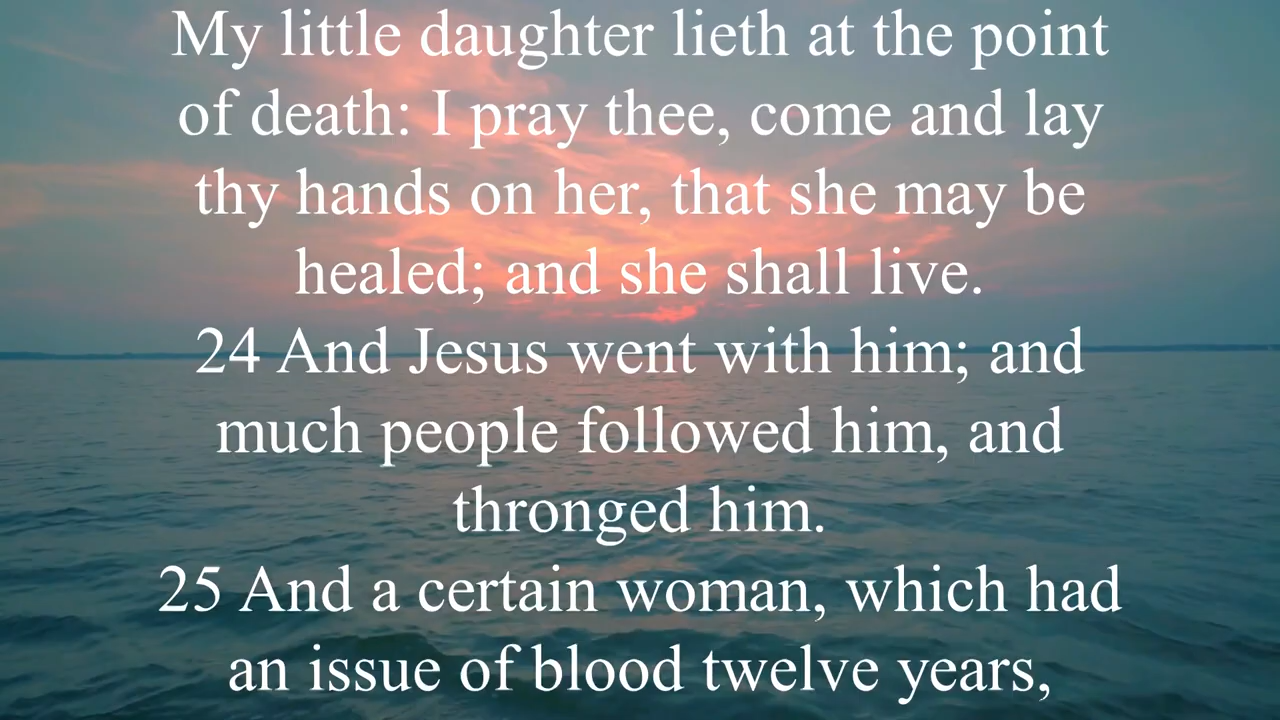 My little daughter lieth at the point
of death: I pray thee, come and lay
thy hands on her, that she may be
healed; and she shall live.
24 And Jesus went with him; and
much people followed him, and
thronged him.
25 And a certain woman, which had
an issue of blood twelve years,